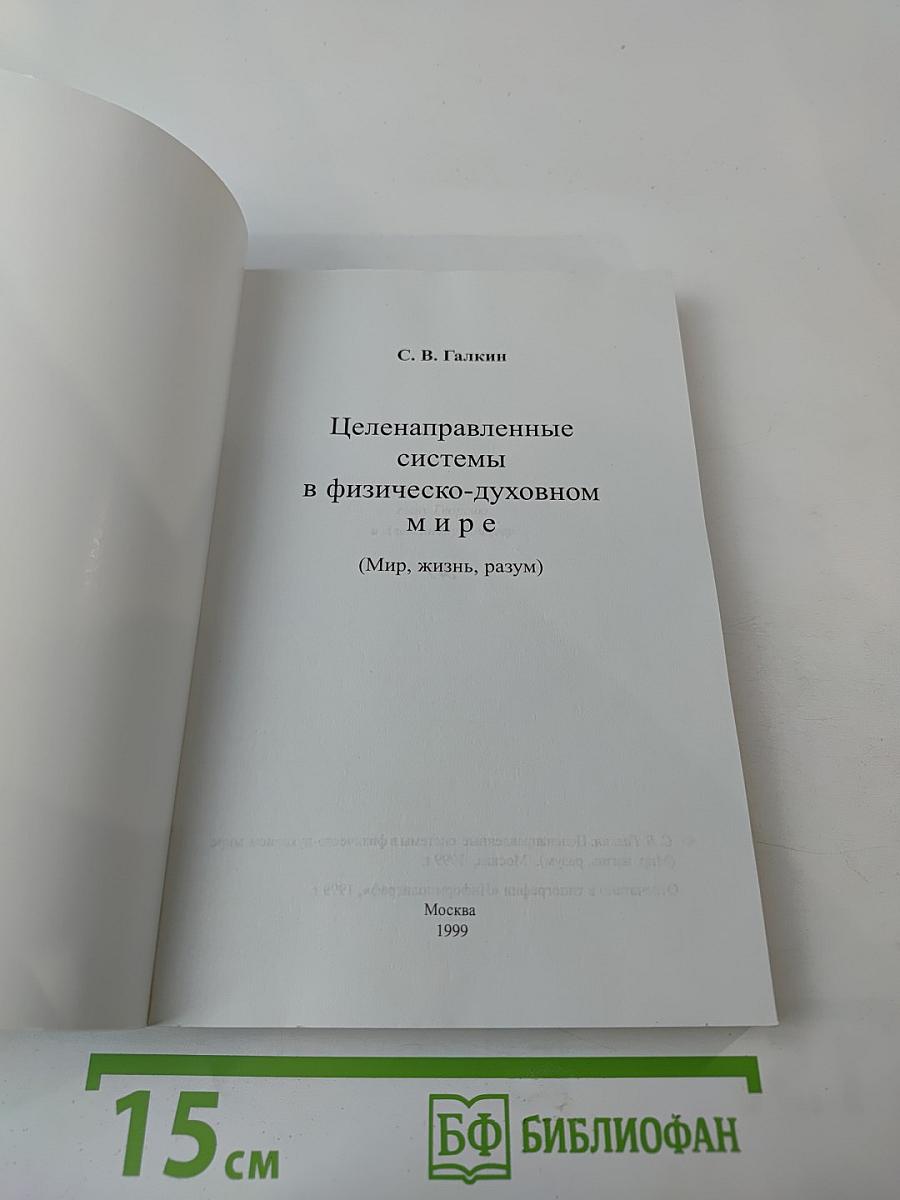 С. В. Галкин
Целенаправленные
системы
в физическо-духовном
мире
(Мир, жизнь, разум)
Москва
1999
15 см
БФ БИБЛИОФАН